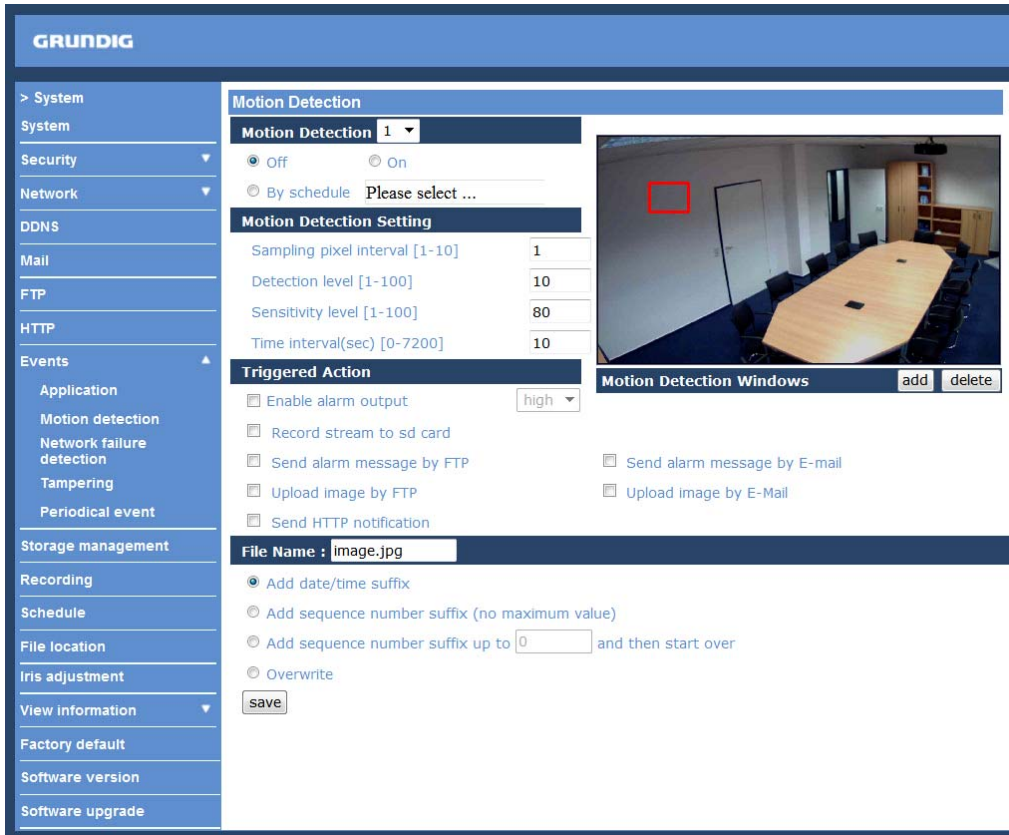 GRUNDIG
> System
System
Security
Network
DDNS
Mail
FTP
HTTP
Events
Application
Motion detection
Network failure
detection
Tampering
Periodical event
Storage management
Recording
Schedule
File location
Iris adjustment
View information
Factory default
Software version
Software upgrade
Motion Detection
Motion Detection 1
Off On
By schedule Please select ...
Motion Detection Setting
Sampling pixel interval [1-10] 1
Detection level [1-100] 10
Sensitivity level [1-100] 80
Time interval(sec) [0-7200] 10
Motion Detection Windows add delete
Triggered Action
Enable alarm output high
Record stream to sd card
Send alarm message by FTP Send alarm message by E-mail
Upload image by FTP Upload image by E-Mail
Send HTTP notification
File Name : image.jpg
Add date/time suffix
Add sequence number suffix (no maximum value)
Add sequence number suffix up to 0 and then start over
Overwrite
save